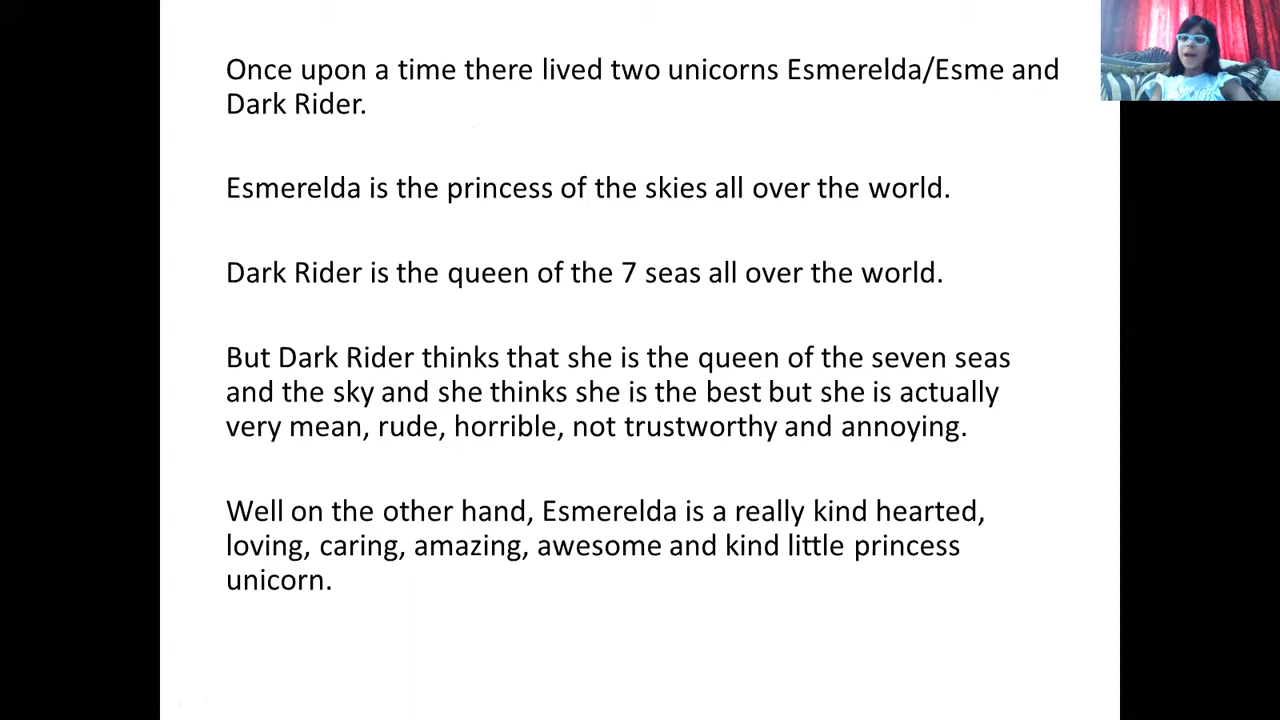 Once upon a time there lived two unicorns Esmerelda/Esme and
Dark Rider.
Esmerelda is the princess of the skies all over the world.
Dark Rider is the queen of the 7 seas all over the world.
But Dark Rider thinks that she is the queen of the seven seas
and the sky and she thinks she is the best but she is actually
very mean, rude, horrible, not trustworthy and annoying.
Well on the other hand, Esmerelda is a really kind hearted,
loving, caring, amazing, awesome and kind little princess
unicorn.